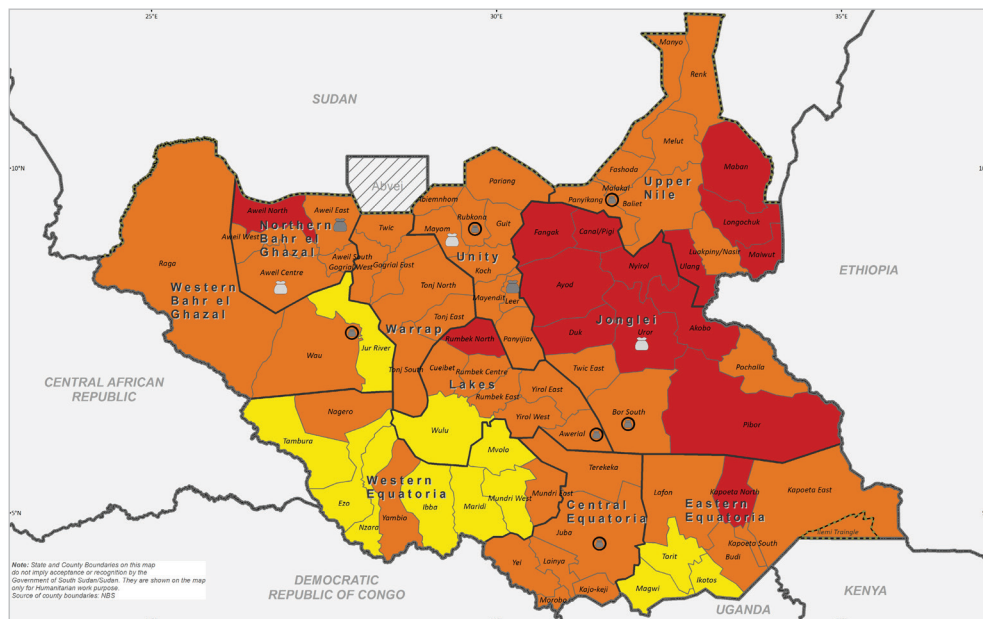 25°E
30°E
35°E
SUDAN
Manyo
Renk
10°N
Melut
Maban
Abyei
Pariang
Fashoda
Upper
Nile
Abiemnham
Malakal
Panyikang
Baliet
Aweil North
Aweil East
Rubkona
Guit
Longochuk
Northern
Bahr el
Ghazal
Aweil West
Twic
Mayom
Fangak
Canal/Pigi
Unity
Luakpiny/Nasir
Maiwut
Aweil South
Gogrial West
Gogrial East
Raga
Aweil Centre
Koch
Nyirol
Ulang
ETHIOPIA
Western
Bahr el
Ghazal
Tonj North
Mayendit
Leer
Ayod
Tonj East
Jonglei
Warrap
Duk
Uror
Akobo
Rumbek North
Panyijiar
Wau
Jur River
Tonj South
Cueibet
Rumbek Centre
Twic East
Pochalla
CENTRAL AFRICAN
REPUBLIC
Lakes
Rumbek East
Yirol East
Nagero
Yirol West
Bor South
Tambura
Wulu
Awerial
Pibor
Mvolo
Terekeka
Western
Equatoria
Mundri East
Lafon
Kapoeta North
Kapoeta East
Ezo
Ibba
Maridi
Mundri West
Central
Equatoria
Eastern
Equatoria
5°N
Nzara
Yambio
Juba
Ilemi Traingle
Kapoeta South
Torit
Budi
Yei
Lainya
Ikotos
Magwi
Kajo-keji
Morobo
Note: State and County Boundaries on this map
do not imply acceptance or recognition by the
Government of South Sudan/Sudan. They are shown on the map
only for Humanitarian work purpose.
Source of county boundaries: NBS
DEMOCRATIC
REPUBLIC OF CONGO
UGANDA
KENYA